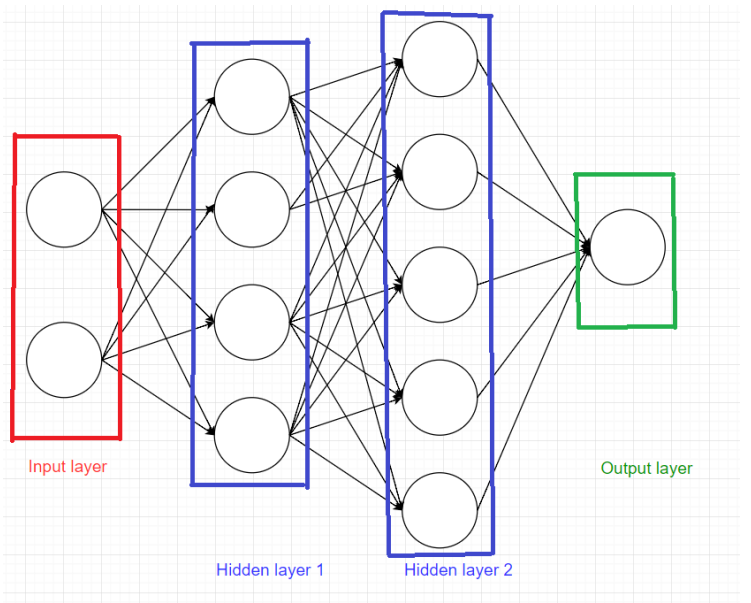 Input layer
Output layer
Hidden layer 1
Hidden layer 2